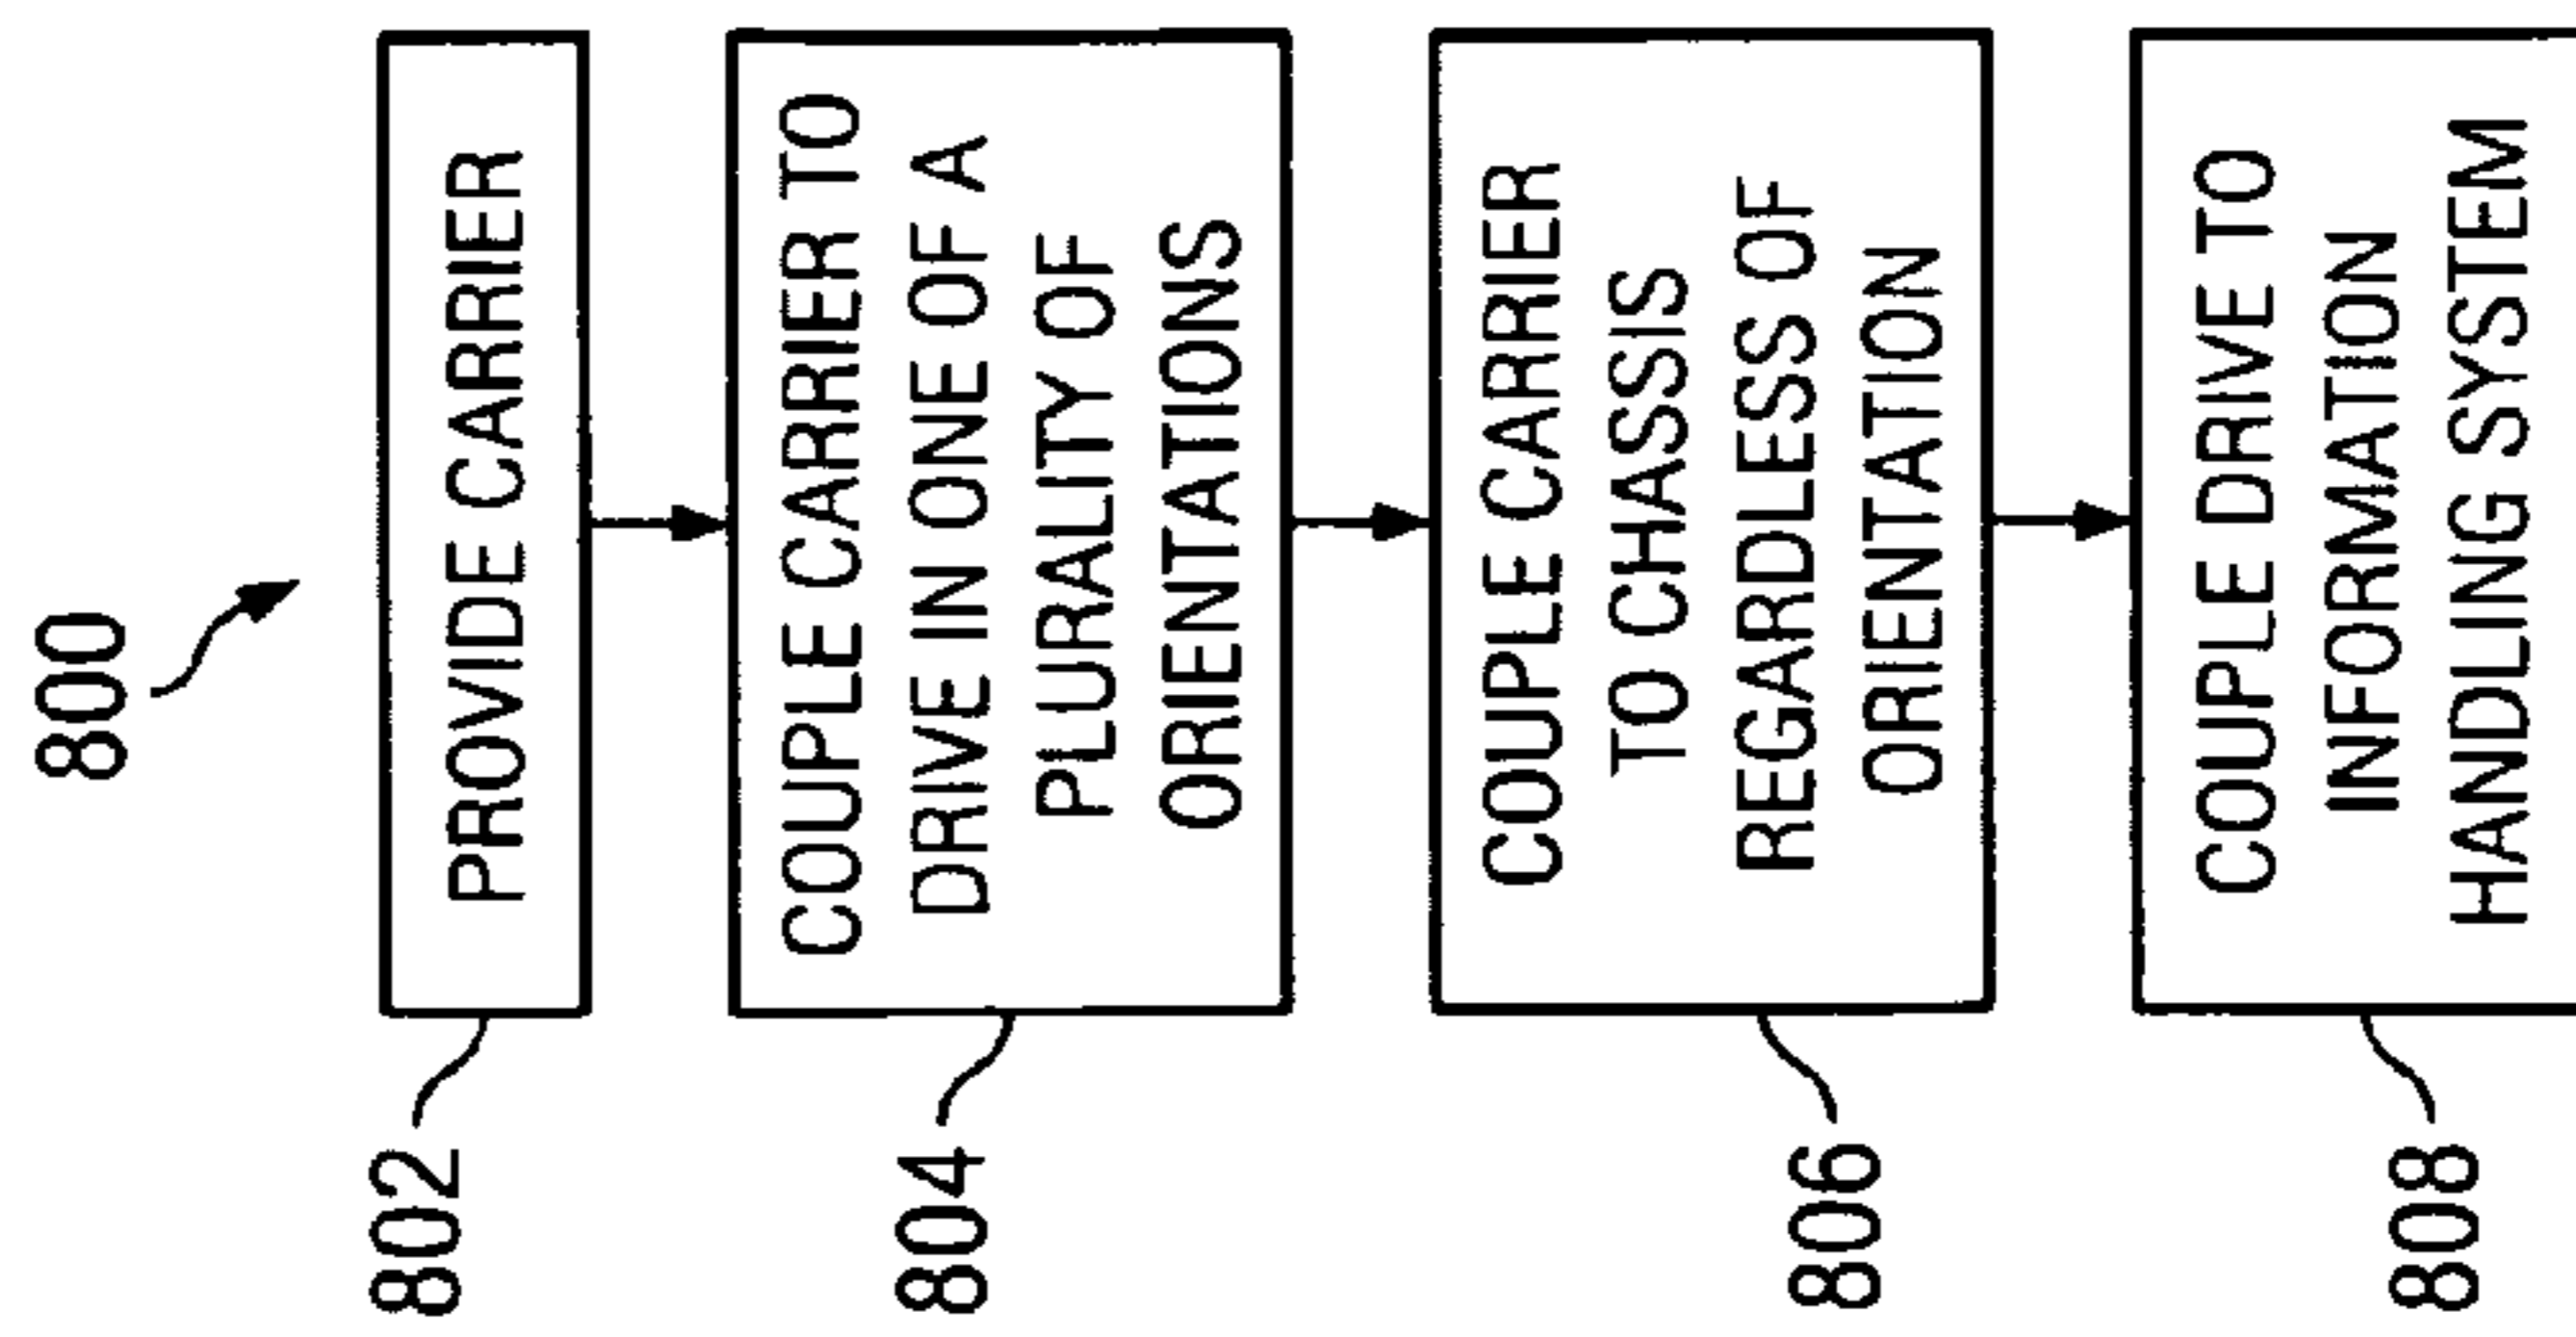 800
802
PROVIDE CARRIER
804
COUPLE CARRIER TO
DRIVE IN ONE OF A
PLURALITY OF
ORIENTATIONS
806
COUPLE CARRIER
TO CHASSIS
REGARDLESS OF
ORIENTATION
808
COUPLE DRIVE TO
INFORMATION
HANDLING SYSTEM